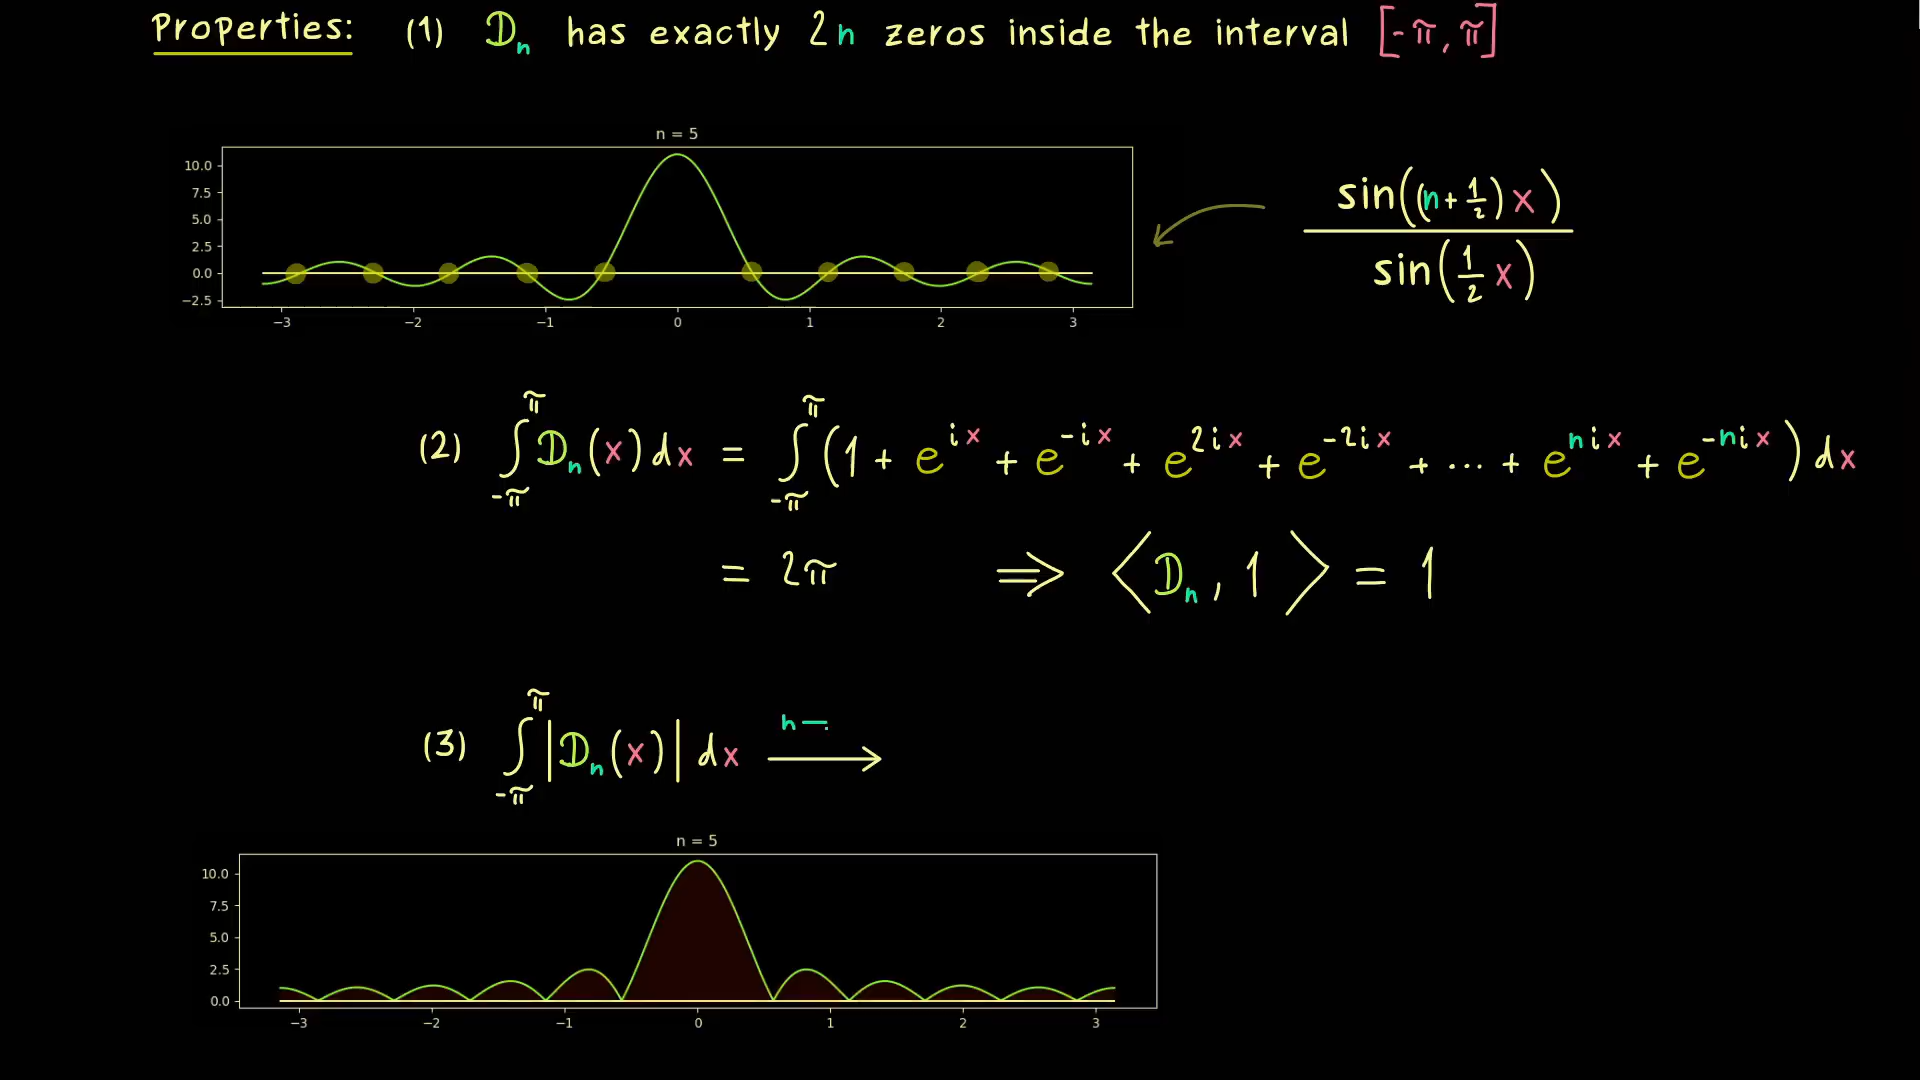 Properties: (1) Dₙ has exactly 2n zeros inside the interval [-π, π]
n = 5
10.0
7.5
5.0
2.5
0.0
−2.5
−3 −2 −1 0 1 2 3
sin((n+1/2)x)
sin(1/2 x)
(2) ∫_{-π}^{π} Dₙ(x) dx = ∫_{-π}^{π} (1 + e^{ix} + e^{-ix} + e^{2ix} + e^{-2ix} + ... + e^{nix} + e^{-nix}) dx
= 2π ⟹ ⟨Dₙ, 1⟩ = 1
(3) ∫_{-π}^{π} |Dₙ(x)| dx n — ⟶
n = 5
10.0
7.5
5.0
2.5
0.0
−3 −2 −1 0 1 2 3